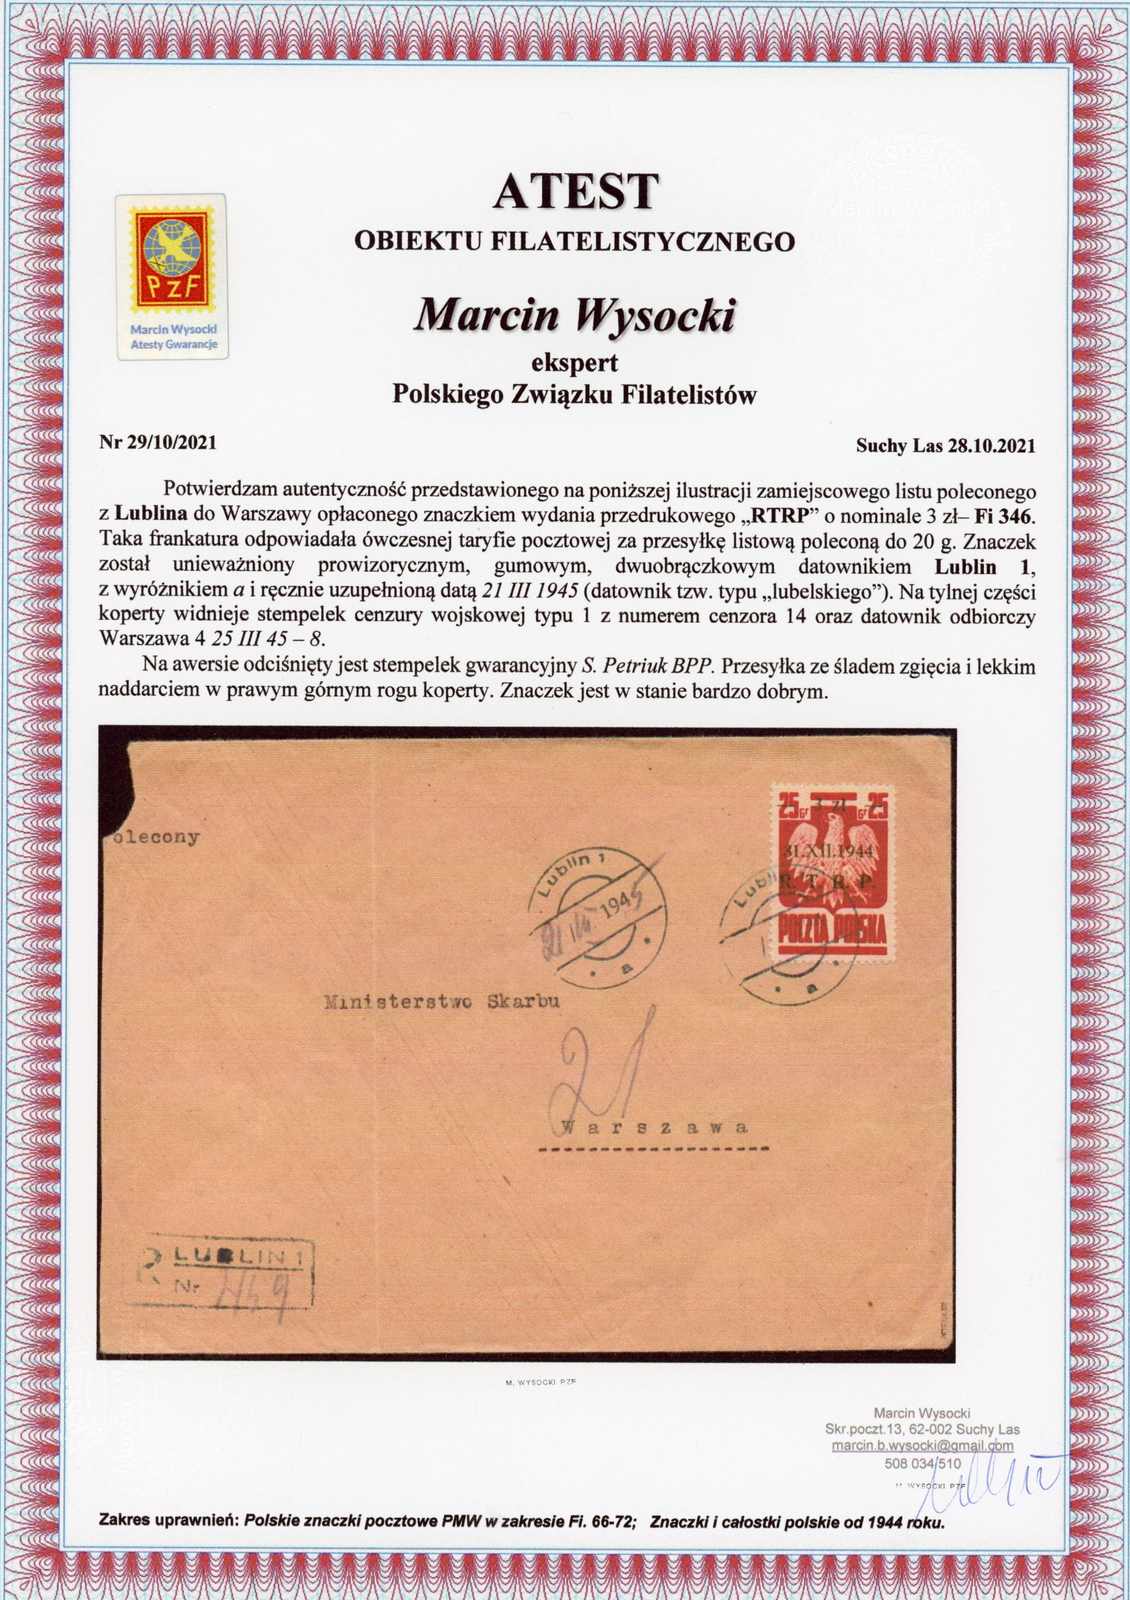 ATEST
OBIEKTU FILATELISTYCZNEGO
PZF
Marcin Wysocki
Atesty Gwarancje
Marcin Wysocki
ekspert
Polskiego Związku Filatelistów
Nr 29/10/2021
Suchy Las 28.10.2021
Potwierdzam autentyczność przedstawionego na poniższej ilustracji zamiejscowego listu poleconego
z Lublina do Warszawy opłaconego znaczkiem wydania przedrukowego „RTRP” o nominale 3 zł– Fi 346.
Taka frankatura odpowiadała ówczesnej taryfie pocztowej za przesyłkę listową poleconą do 20 g. Znaczek
został unieważniony prowizorycznym, gumowym, dwuobrączkowym datownikiem Lublin 1,
z wyróżnikiem a i ręcznie uzupełnioną datą 21 III 1945 (datownik tzw. typu „lubelskiego”). Na tylnej części
koperty widnieje stempelek cenzury wojskowej typu 1 z numerem cenzora 14 oraz datownik odbiorczy
Warszawa 4 25 III 45 – 8.
Na awersie odciśnięty jest stempelek gwarancyjny S. Petriuk BPP. Przesyłka ze śladem zgięcia i lekkim
naddarciem w prawym górnym rogu koperty. Znaczek jest w stanie bardzo dobrym.
olecony
25 gr 3 zł 25 gr
31.XII.1944
R. T. R. P.
POCZTA POLSKA
Lublin 1
21 III 1945
a
Lublin
a
Ministerstwo Skarbu
21
Warszawa
R LUBLIN 1
Nr 449
M. WYSOCKI PZF
Marcin Wysocki
Skr.poczt.13, 62-002 Suchy Las
marcin.b.wysocki@gmail.com
508 034 510
M. WYSOCKI PZF
Zakres uprawnień: Polskie znaczki pocztowe PMW w zakresie Fi. 66-72; Znaczki i całostki polskie od 1944 roku.